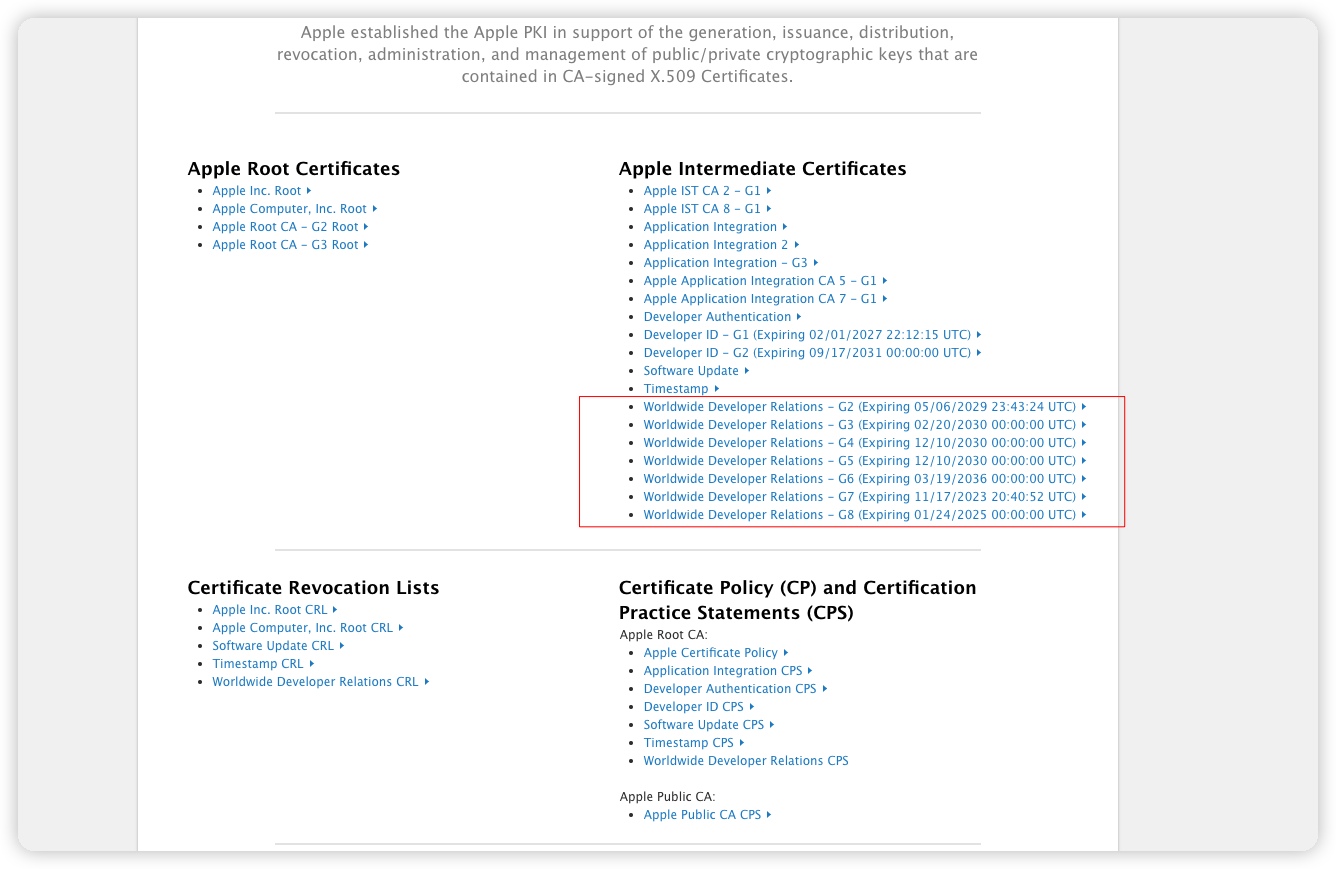 Apple established the Apple PKI in support of the generation, issuance, distribution,
revocation, administration, and management of public/private cryptographic keys that are
contained in CA-signed X.509 Certificates.
Apple Root Certificates
Apple Inc. Root
Apple Computer, Inc. Root
Apple Root CA - G2 Root
Apple Root CA - G3 Root
Apple Intermediate Certificates
Apple IST CA 2 - G1
Apple IST CA 8 - G1
Application Integration
Application Integration 2
Application Integration - G3
Apple Application Integration CA 5 - G1
Apple Application Integration CA 7 - G1
Developer Authentication
Developer ID - G1 (Expiring 02/01/2027 22:12:15 UTC)
Developer ID - G2 (Expiring 09/17/2031 00:00:00 UTC)
Software Update
Timestamp
Worldwide Developer Relations - G2 (Expiring 05/06/2029 23:43:24 UTC)
Worldwide Developer Relations - G3 (Expiring 02/20/2030 00:00:00 UTC)
Worldwide Developer Relations - G4 (Expiring 12/10/2030 00:00:00 UTC)
Worldwide Developer Relations - G5 (Expiring 12/10/2030 00:00:00 UTC)
Worldwide Developer Relations - G6 (Expiring 03/19/2036 00:00:00 UTC)
Worldwide Developer Relations - G7 (Expiring 11/17/2023 20:40:52 UTC)
Worldwide Developer Relations - G8 (Expiring 01/24/2025 00:00:00 UTC)
Certificate Revocation Lists
Apple Inc. Root CRL
Apple Computer, Inc. Root CRL
Software Update CRL
Timestamp CRL
Worldwide Developer Relations CRL
Certificate Policy (CP) and Certification
Practice Statements (CPS)
Apple Root CA:
Apple Certificate Policy
Application Integration CPS
Developer Authentication CPS
Developer ID CPS
Software Update CPS
Timestamp CPS
Worldwide Developer Relations CPS
Apple Public CA:
Apple Public CA CPS